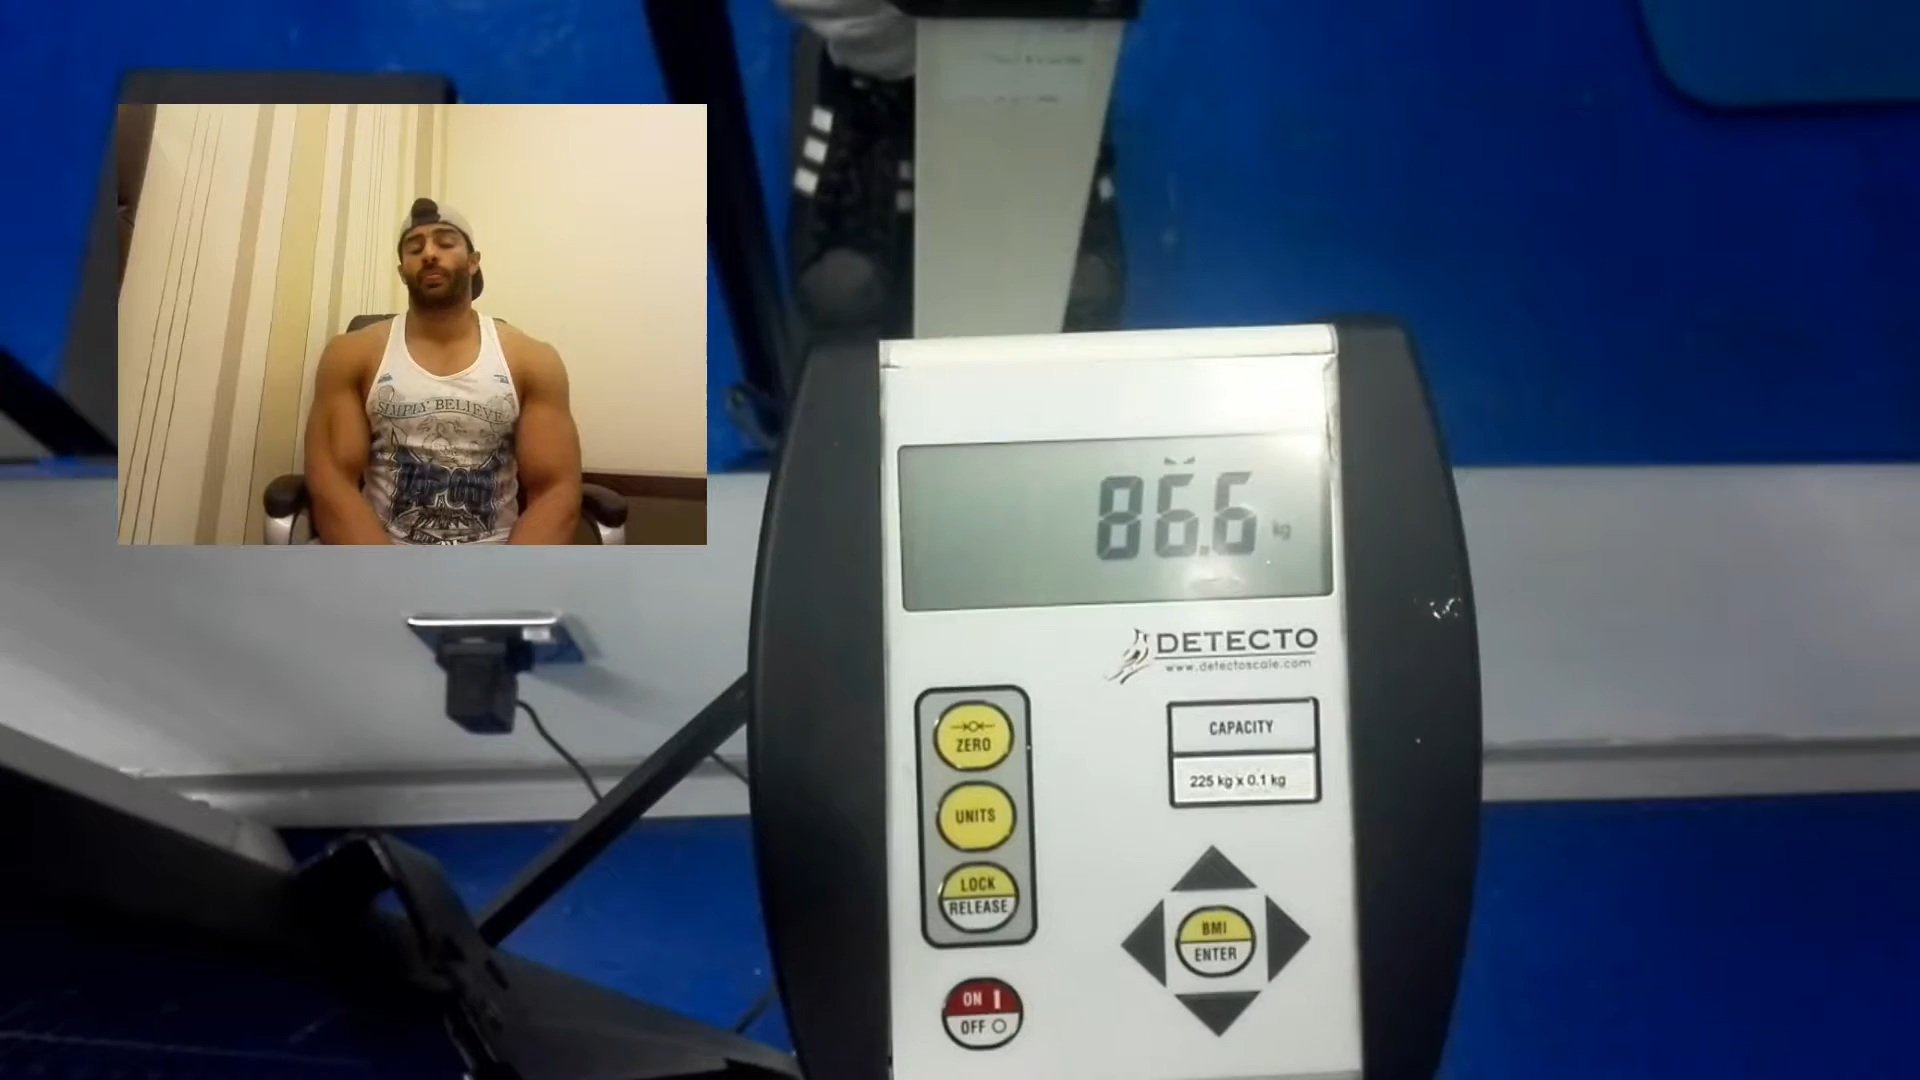 SIMPLY BELIEVE
TAPOUT
86.6 kg
DETECTO
www.detectoscale.com
ZERO
UNITS
LOCK
RELEASE
CAPACITY
225 kg x 0.1 kg
BMI
ENTER
ON I
OFF O